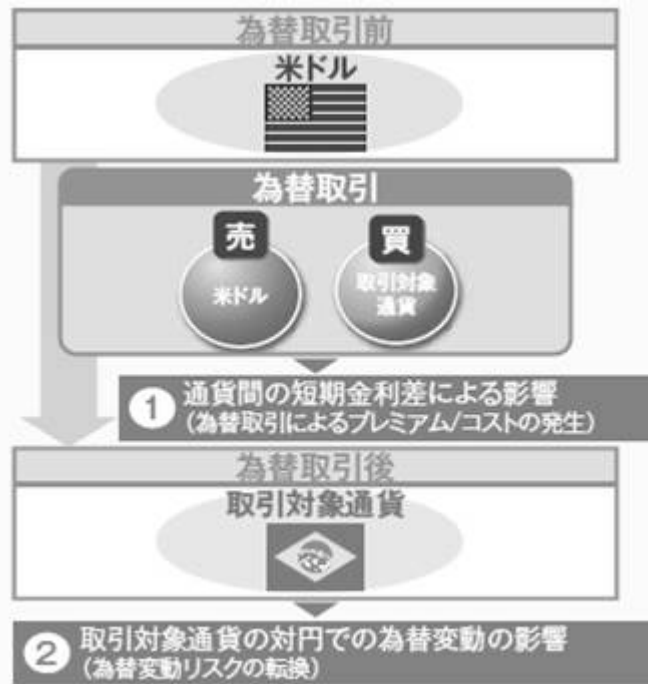 為替取引前
米ドル
為替取引
売
買
米ドル
取引対象
通貨
1 通貨間の短期金利差による影響
(為替取引によるプレミアム/コストの発生)
為替取引後
取引対象通貨
2 取引対象通貨の対円での為替変動の影響
(為替変動リスクの転換)